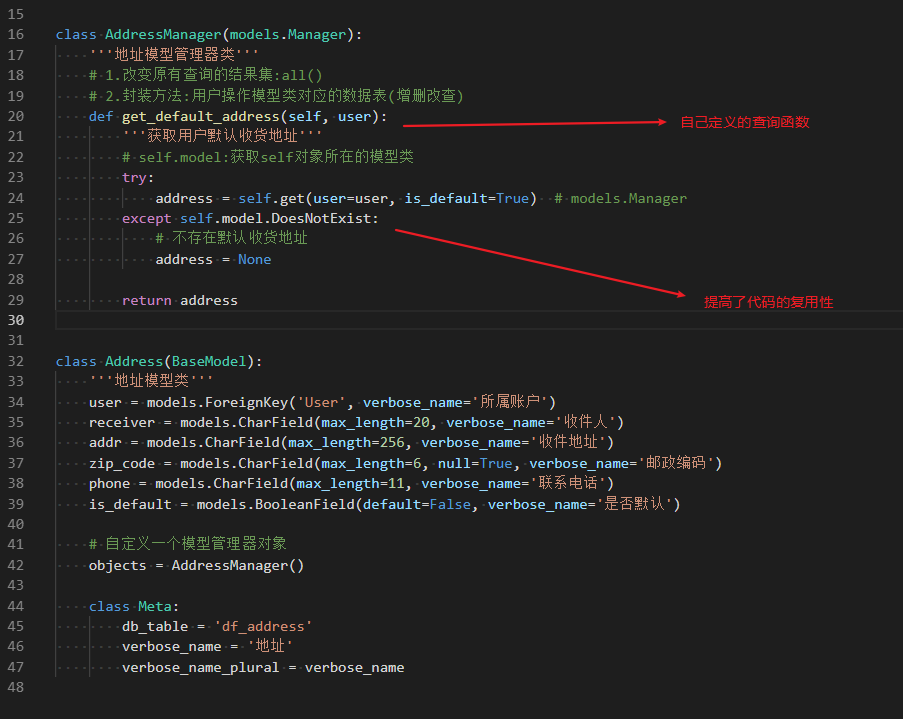 15
16 class AddressManager(models.Manager):
17 '''地址模型管理器类'''
18 # 1.改变原有查询的结果集:all()
19 # 2.封装方法:用户操作模型类对应的数据表(增删改查)
20 def get_default_address(self, user): 自己定义的查询函数
21 '''获取用户默认收货地址'''
22 # self.model:获取self对象所在的模型类
23 try:
24 address = self.get(user=user, is_default=True) # models.Manager
25 except self.model.DoesNotExist:
26 # 不存在默认收货地址
27 address = None
28
29 return address 提高了代码的复用性
30
31
32 class Address(BaseModel):
33 '''地址模型类'''
34 user = models.ForeignKey('User', verbose_name='所属账户')
35 receiver = models.CharField(max_length=20, verbose_name='收件人')
36 addr = models.CharField(max_length=256, verbose_name='收件地址')
37 zip_code = models.CharField(max_length=6, null=True, verbose_name='邮政编码')
38 phone = models.CharField(max_length=11, verbose_name='联系电话')
39 is_default = models.BooleanField(default=False, verbose_name='是否默认')
40
41 # 自定义一个模型管理器对象
42 objects = AddressManager()
43
44 class Meta:
45 db_table = 'df_address'
46 verbose_name = '地址'
47 verbose_name_plural = verbose_name
48